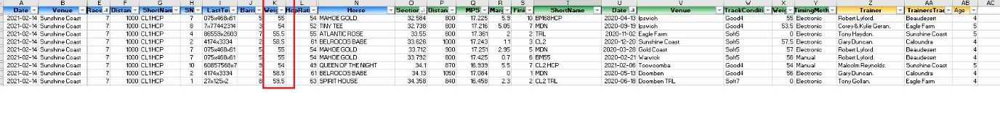 A B E F G H I J K L N O P Q R S T U V W X Y Z AA AB AC
Date Venue Race Distan ShortNam SN LastTe Barri Weig HcpRat Horse Section Distan MPS Mar Fini ShortName Date Venue TrackConditi Weig TimingMeth Trainer TrainersTrac Age
2021-02-14 Sunshine Coast 7 1000 CL1HCP 7 075x468x61 5 55 54 MAHOE GOLD 32.584 800 17.225 5.9 10 BM68HCP 2020-04-13 Ipswich Good4 55 Electronic Robert Lyford. Beaudesert 4
2021-02-14 Sunshine Coast 7 1000 CL1HCP 8 7x77442314 3 54 52 TINY TEE 32.738 800 17.216 5.05 7 MDN 2020-09-19 Ipswich Good4 53.5 Electronic Corey & Kylie Geran. Eagle Farm 5
2021-02-14 Sunshine Coast 7 1000 CL1HCP 4 86559x2603 7 55.5 55 ATLANTIC ROSE 33.55 800 17.361 2 2 TRL 2020-11-02 Eagle Farm Soft5 0 Electronic Tony Haydon. Sunshine Coast 5
2021-02-14 Sunshine Coast 7 1000 CL1HCP 2 4174x3334 2 58.5 61 BELROCOS BABE 33.626 1000 17.243 1.1 3 CL2 2020-12-20 Sunshine Coast Soft5 57.5 Electronic Gary Duncan. Caloundra 4
2021-02-14 Sunshine Coast 7 1000 CL1HCP 7 075x468x61 5 55 54 MAHOE GOLD 33.712 900 17.251 2.95 5 MDN 2020-03-28 Gold Coast Soft5 57 Electronic Robert Lyford. Beaudesert 4
2021-02-14 Sunshine Coast 7 1000 CL1HCP 7 075x468x61 5 55 54 MAHOE GOLD 33.792 800 17.425 0.7 6 BM55 2020-02-21 Warwick Soft5 56 Manual Robert Lyford. Beaudesert 4
2021-02-14 Sunshine Coast 7 1000 CL1HCP 10 60857568x7 9 54 49 QUEEN OF THE NIGHT 34.1 870 16.939 5.5 7 CL2 HCP 2021-02-06 Toowoomba Good4 54 Manual Malcolm Reynolds. Sunshine Coast 5
2021-02-14 Sunshine Coast 7 1000 CL1HCP 2 4174x3334 2 58.5 61 BELROCOS BABE 34.13 1050 17.084 0 1 MDN 2020-05-13 Doomben Good4 56 Electronic Gary Duncan. Caloundra 4
2021-02-14 Sunshine Coast 7 1000 CL1HCP 1 27x125x2 8 59.5 63 SPIRIT HOUSE 34.358 840 16.458 2.3 2 CL2 TRL 2020-06-18 Doomben TRL Soft7 0 Electronic Tony Gollan. Eagle Farm 4